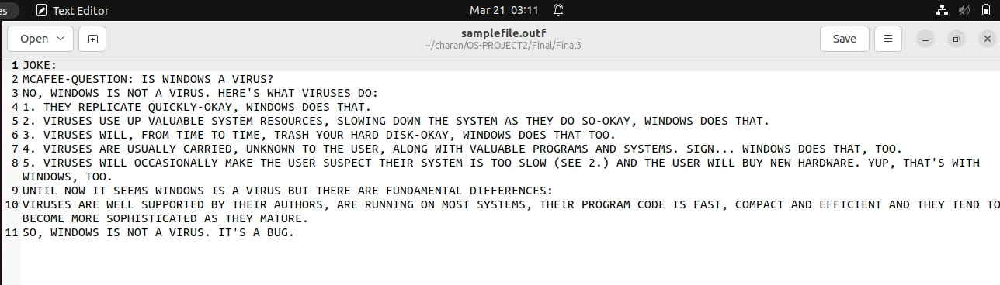 es
Text Editor
Mar 21 03:11
Open
samplefile.outf
~/charan/OS-PROJECT2/Final/Final3
Save
1 JOKE:
2 MCAFEE-QUESTION: IS WINDOWS A VIRUS?
3 NO, WINDOWS IS NOT A VIRUS. HERE'S WHAT VIRUSES DO:
4 1. THEY REPLICATE QUICKLY-OKAY, WINDOWS DOES THAT.
5 2. VIRUSES USE UP VALUABLE SYSTEM RESOURCES, SLOWING DOWN THE SYSTEM AS THEY DO SO-OKAY, WINDOWS DOES THAT.
6 3. VIRUSES WILL, FROM TIME TO TIME, TRASH YOUR HARD DISK-OKAY, WINDOWS DOES THAT TOO.
7 4. VIRUSES ARE USUALLY CARRIED, UNKNOWN TO THE USER, ALONG WITH VALUABLE PROGRAMS AND SYSTEMS. SIGN... WINDOWS DOES THAT, TOO.
8 5. VIRUSES WILL OCCASIONALLY MAKE THE USER SUSPECT THEIR SYSTEM IS TOO SLOW (SEE 2.) AND THE USER WILL BUY NEW HARDWARE. YUP, THAT'S WITH
WINDOWS, TOO.
9 UNTIL NOW IT SEEMS WINDOWS IS A VIRUS BUT THERE ARE FUNDAMENTAL DIFFERENCES:
10 VIRUSES ARE WELL SUPPORTED BY THEIR AUTHORS, ARE RUNNING ON MOST SYSTEMS, THEIR PROGRAM CODE IS FAST, COMPACT AND EFFICIENT AND THEY TEND TO
BECOME MORE SOPHISTICATED AS THEY MATURE.
11 SO, WINDOWS IS NOT A VIRUS. IT'S A BUG.